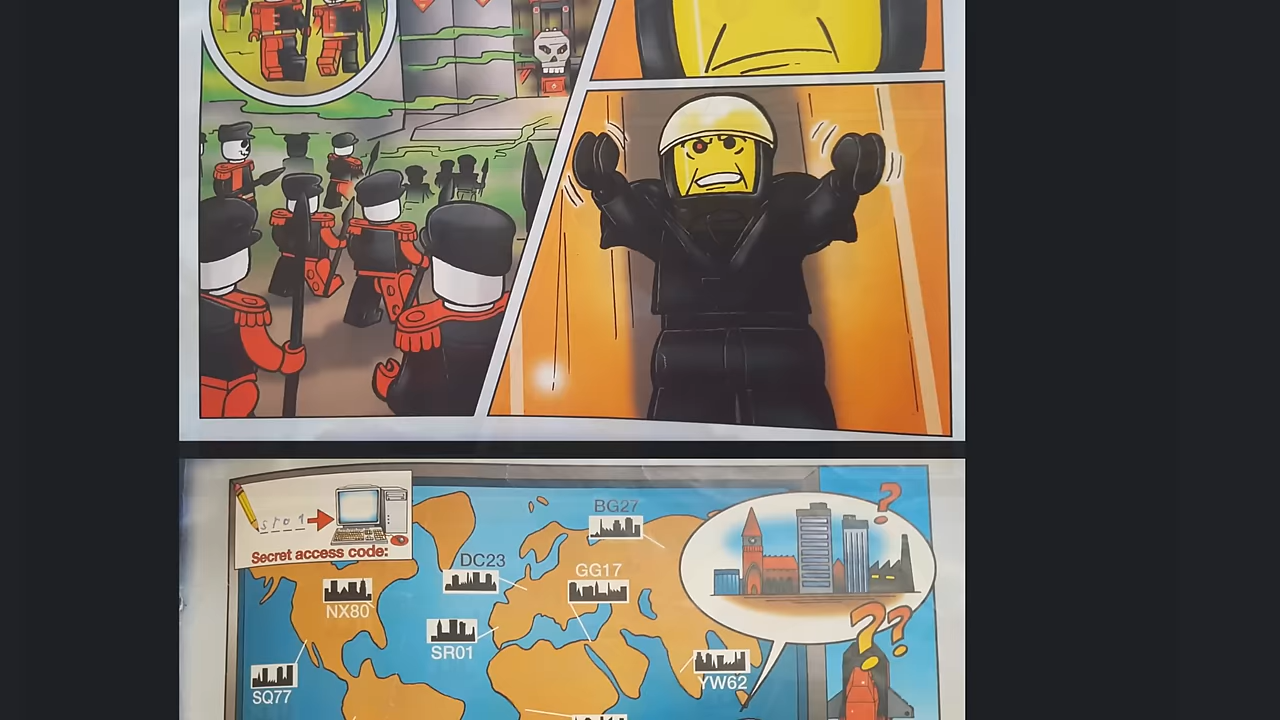 Secret access code:
BG27
?
DC23
GG17
NX80
SR01
? ?
YW62
SQ77